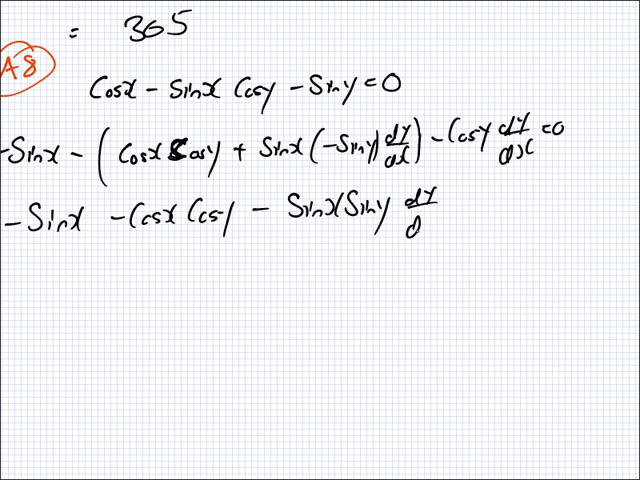 = 365
A8
Cosx - Sinx Cosy - Siny = 0
-Sinx - (Cosx Cosy + Sinx (-Siny) dy/dx) - Cosy dy/dx = 0
-Sinx - Cosx Cosy - Sinx Siny dy/d